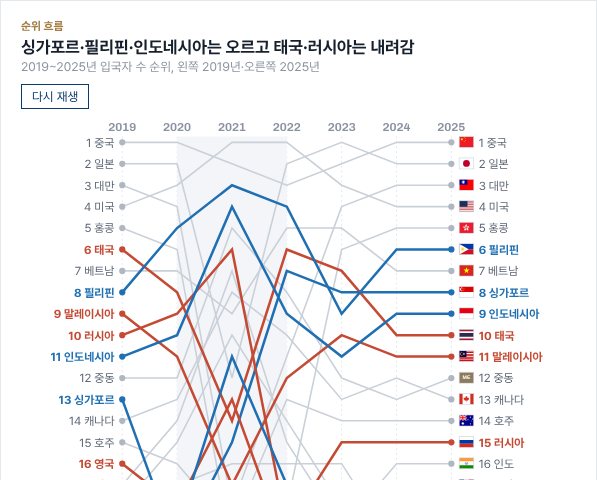 순위 흐름
싱가포르·필리핀·인도네시아는 오르고 태국·러시아는 내려감
2019~2025년 입국자 수 순위, 왼쪽 2019년·오른쪽 2025년
다시 재생
2019 2020 2021 2022 2023 2024 2025
1 중국 1 중국
2 일본 2 일본
3 대만 3 대만
4 미국 4 미국
5 홍콩 5 홍콩
6 태국 6 필리핀
7 베트남 7 베트남
8 필리핀 8 싱가포르
9 말레이시아 9 인도네시아
10 러시아 10 태국
11 인도네시아 11 말레이시아
12 중동 ME 12 중동
13 싱가포르 13 캐나다
14 캐나다 14 호주
15 호주 15 러시아
16 영국 16 인도